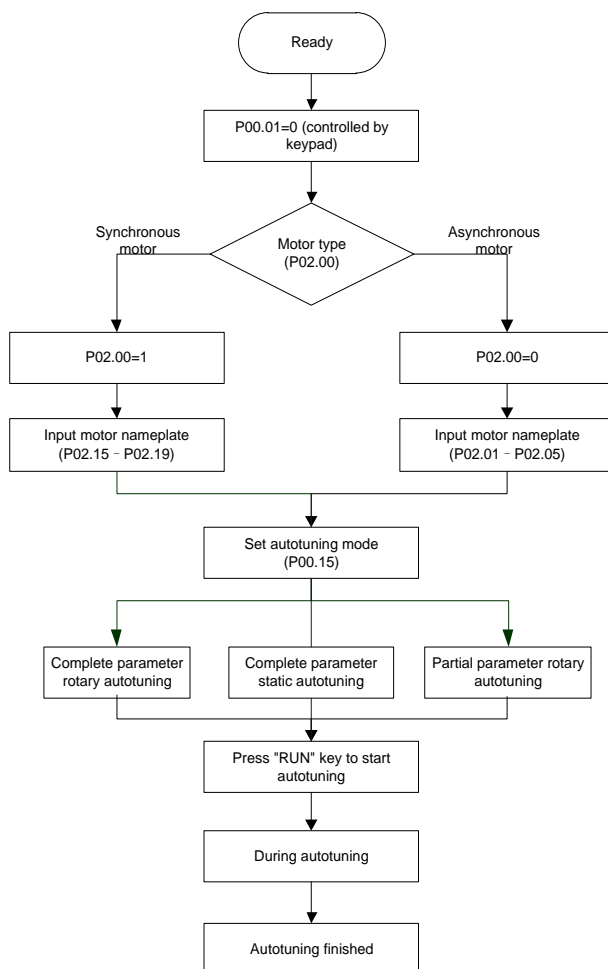 Ready
P00.01=0 (controlled by
keypad)
Synchronous
motor
Motor type
(P02.00)
Asynchronous
motor
P02.00=1
P02.00=0
Input motor nameplate
(P02.15–P02.19)
Input motor nameplate
(P02.01–P02.05)
Set autotuning mode
(P00.15)
Complete parameter
rotary autotuning
Complete parameter
static autotuning
Partial parameter rotary
autotuning
Press "RUN" key to start
autotuning
During autotuning
Autotuning finished